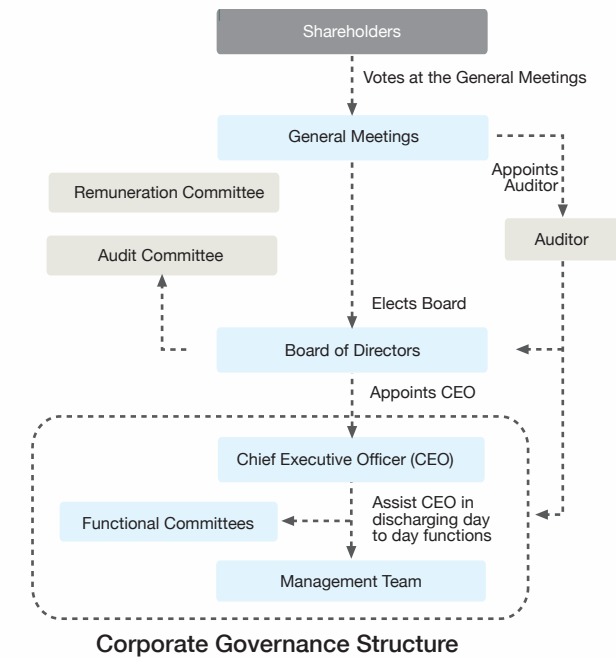 Shareholders
Votes at the General Meetings
General Meetings
Appoints
Auditor
Remuneration Committee
Auditor
Audit Committee
Elects Board
Board of Directors
Appoints CEO
Chief Executive Officer (CEO)
Assist CEO in
discharging day
to day functions
Functional Committees
Management Team
Corporate Governance Structure